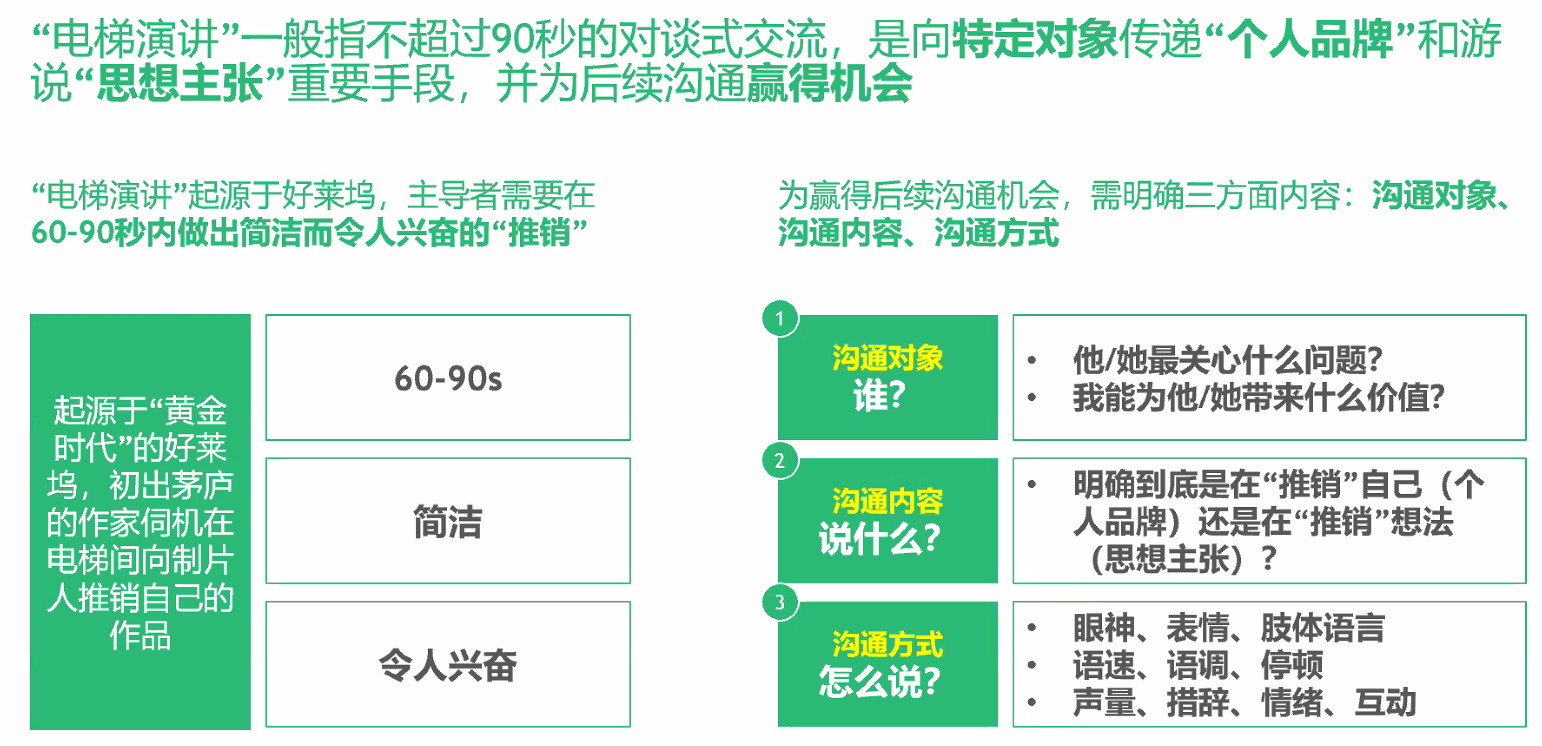 “电梯演讲”一般指不超过90秒的对谈式交流，是向特定对象传递“个人品牌”和游
说“思想主张”重要手段，并为后续沟通赢得机会
“电梯演讲”起源于好莱坞，主导者需要在
60-90秒内做出简洁而令人兴奋的“推销”
起源于“黄金
时代”的好莱
坞，初出茅庐
的作家伺机在
电梯间向制片
人推销自己的
作品
60-90s
简洁
令人兴奋
为赢得后续沟通机会，需明确三方面内容：沟通对象、
沟通内容、沟通方式
1
沟通对象
谁？
• 他/她最关心什么问题？
• 我能为他/她带来什么价值？
2
沟通内容
说什么？
• 明确到底是在“推销”自己（个
人品牌）还是在“推销”想法
（思想主张）？
3
沟通方式
怎么说？
• 眼神、表情、肢体语言
• 语速、语调、停顿
• 声量、措辞、情绪、互动